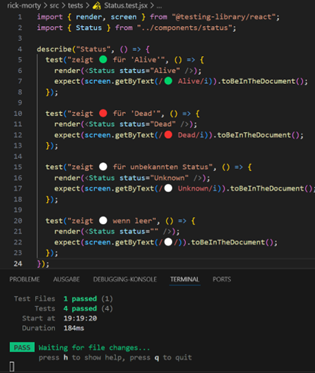 rick-morty > src > tests > Status.test.jsx > ...
1 import { render, screen } from "@testing-library/react";
2 import { Status } from "../components/status";
3
4 describe("Status", () => {
5 test("zeigt 🟢 für 'Alive'", () => {
6 render(<Status status="Alive" />);
7 expect(screen.getByText(/🟢 Alive/i)).toBeInTheDocument();
8 });
9
10 test("zeigt 🔴 für 'Dead'", () => {
11 render(<Status status="Dead" />);
12 expect(screen.getByText(/🔴 Dead/i)).toBeInTheDocument();
13 });
14
15 test("zeigt ⚪ für unbekannten Status", () => {
16 render(<Status status="Unknown" />);
17 expect(screen.getByText(/⚪ Unknown/i)).toBeInTheDocument();
18 });
19
20 test("zeigt ⚪ wenn leer", () => {
21 render(<Status status="" />);
22 expect(screen.getByText(/⚪/)).toBeInTheDocument();
23 });
24 });
PROBLEME AUSGABE DEBUGGING-KONSOLE TERMINAL PORTS
Test Files 1 passed (1)
Tests 4 passed (4)
Start at 19:19:20
Duration 184ms
PASS Waiting for file changes...
press h to show help, press q to quit